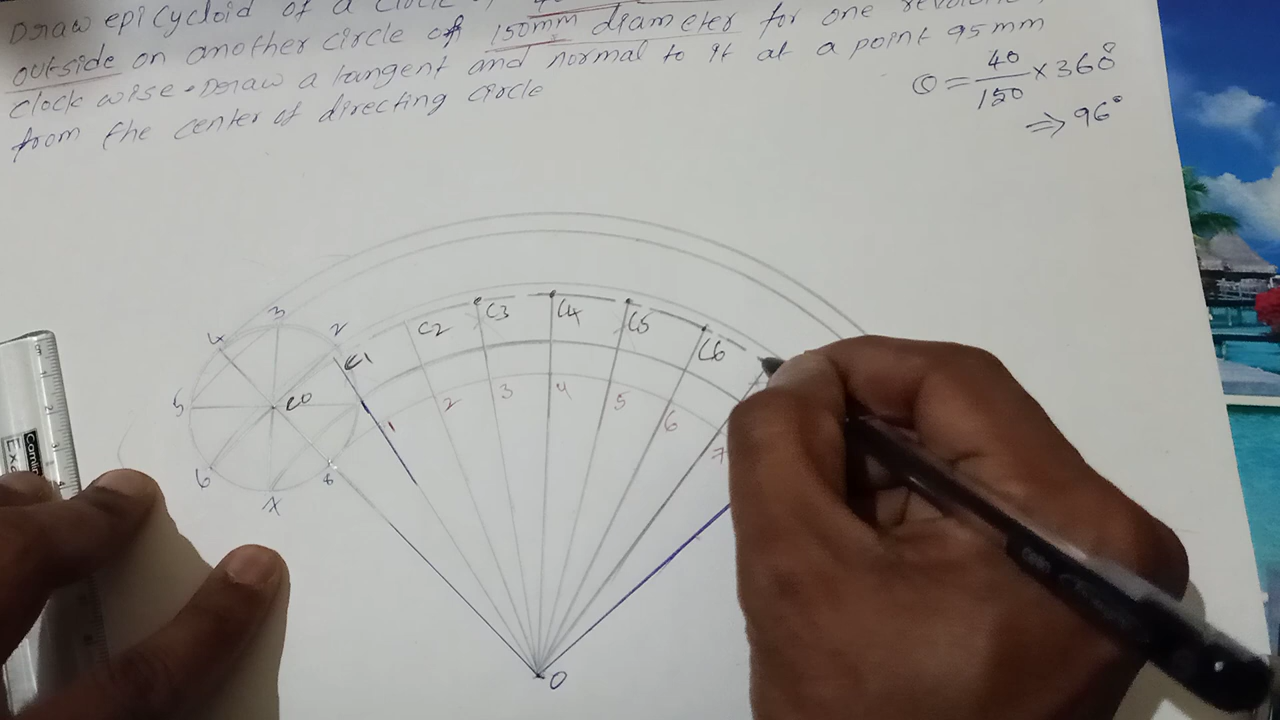 Draw epicycloid of a
outside on another circle of 150mm diameter for one
clock wise. Draw a tangent and normal to it at a point 95mm
from the center of directing circle
θ = 40/150 × 360°
⇒ 96°
3
4
2
C1
C2
C3
C4
C5
C6
5
C0
6
8
1
2
3
4
5
6
7
O